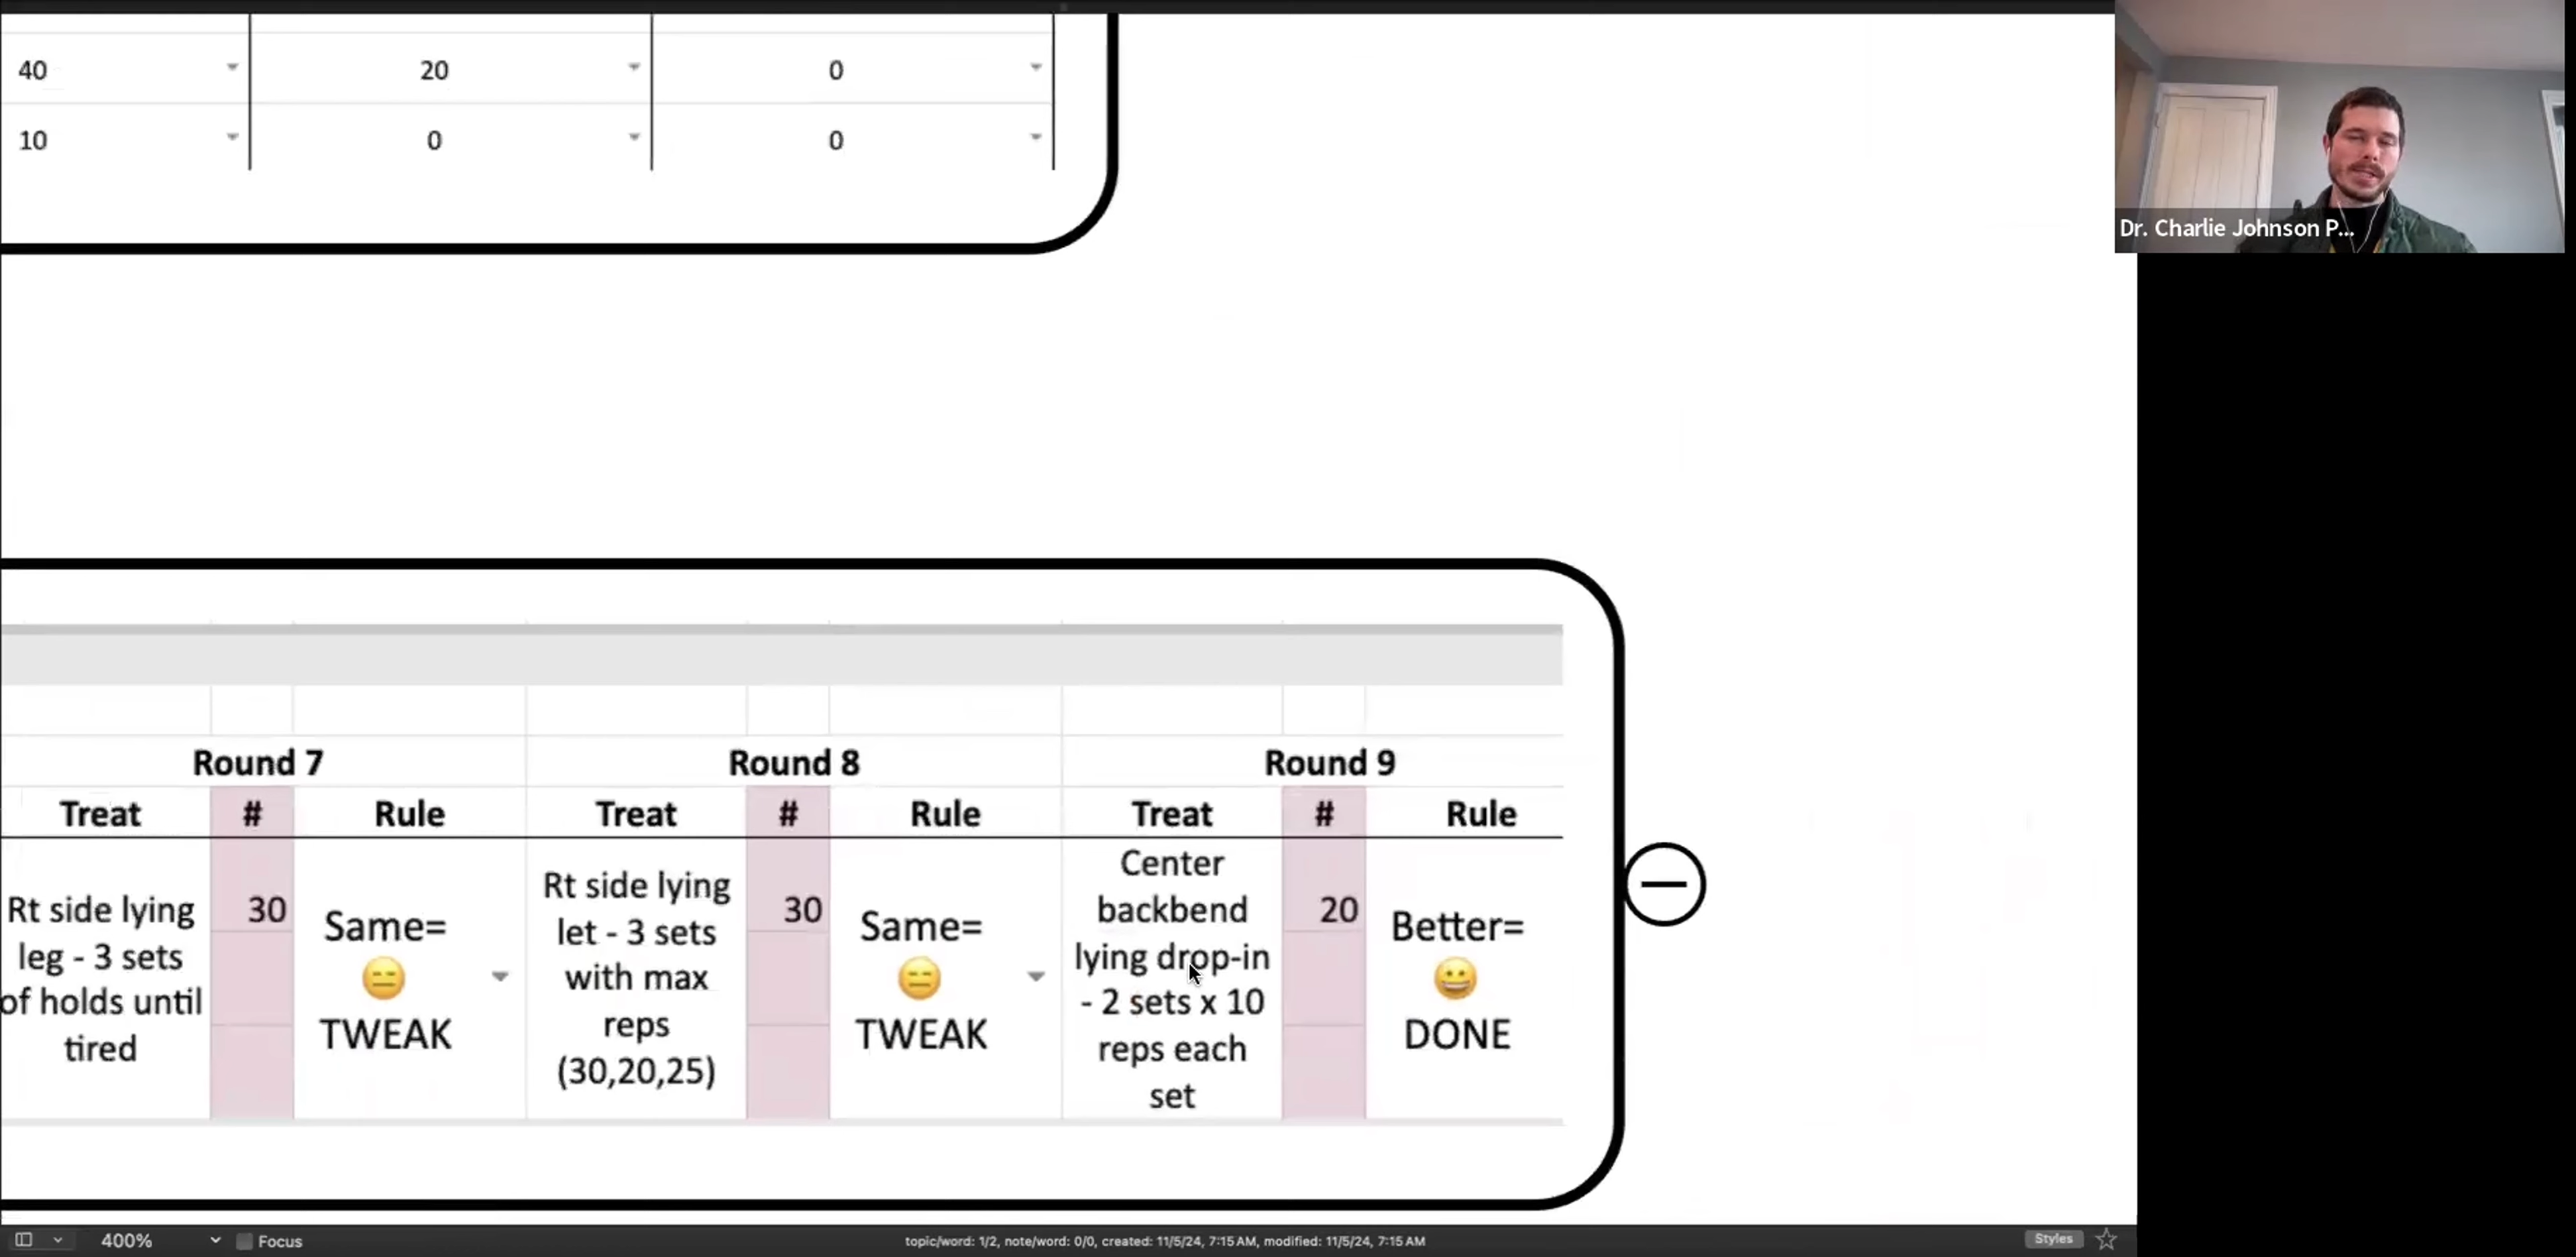 40 20 0
10 0 0
Dr. Charlie Johnson P...
Round 7 Round 8 Round 9
Treat # Rule Treat # Rule Treat # Rule
Rt side lying
leg - 3 sets
of holds until
tired
30
Same=
😑
TWEAK
Rt side lying
let - 3 sets
with max
reps
(30,20,25)
30
Same=
😑
TWEAK
Center
backbend
lying drop-in
- 2 sets x 10
reps each
set
20
Better=
😀
DONE
400% Focus topic/word: 1/2, note/word: 0/0, created: 11/5/24, 7:15 AM, modified: 11/5/24, 7:15 AM Styles